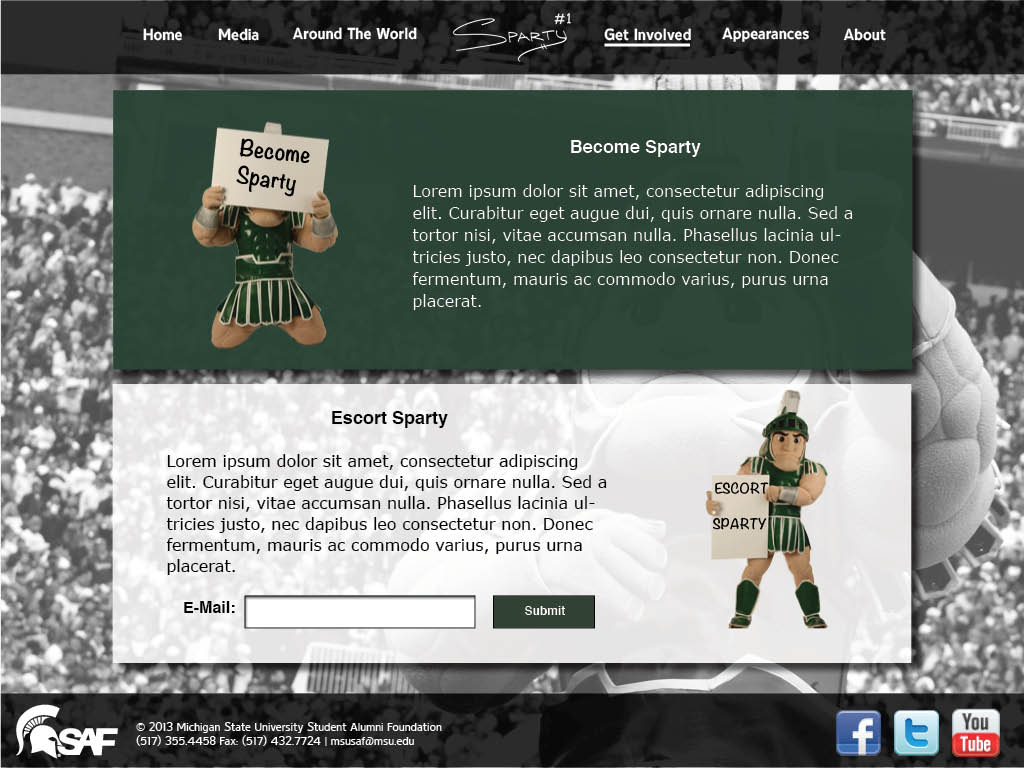 Home Media Around The World Sparty #1 Get Involved Appearances About
Become
Sparty
Become Sparty
Lorem ipsum dolor sit amet, consectetur adipiscing
elit. Curabitur eget augue dui, quis ornare nulla. Sed a
tortor nisi, vitae accumsan nulla. Phasellus lacinia ul-
tricies justo, nec dapibus leo consectetur non. Donec
fermentum, mauris ac commodo varius, purus urna
placerat.
Escort Sparty
Lorem ipsum dolor sit amet, consectetur adipiscing
elit. Curabitur eget augue dui, quis ornare nulla. Sed a
tortor nisi, vitae accumsan nulla. Phasellus lacinia ul-
tricies justo, nec dapibus leo consectetur non. Donec
fermentum, mauris ac commodo varius, purus urna
placerat.
E-Mail: Submit
ESCORT
SPARTY
SAF
© 2013 Michigan State University Student Alumni Foundation
(517) 355.4458 Fax: (517) 432.7724 | msusaf@msu.edu
f t You
Tube